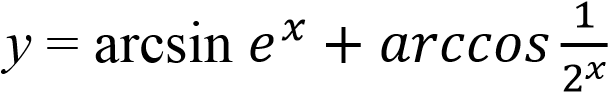 y = arcsin e^x + arccos 1/2^x